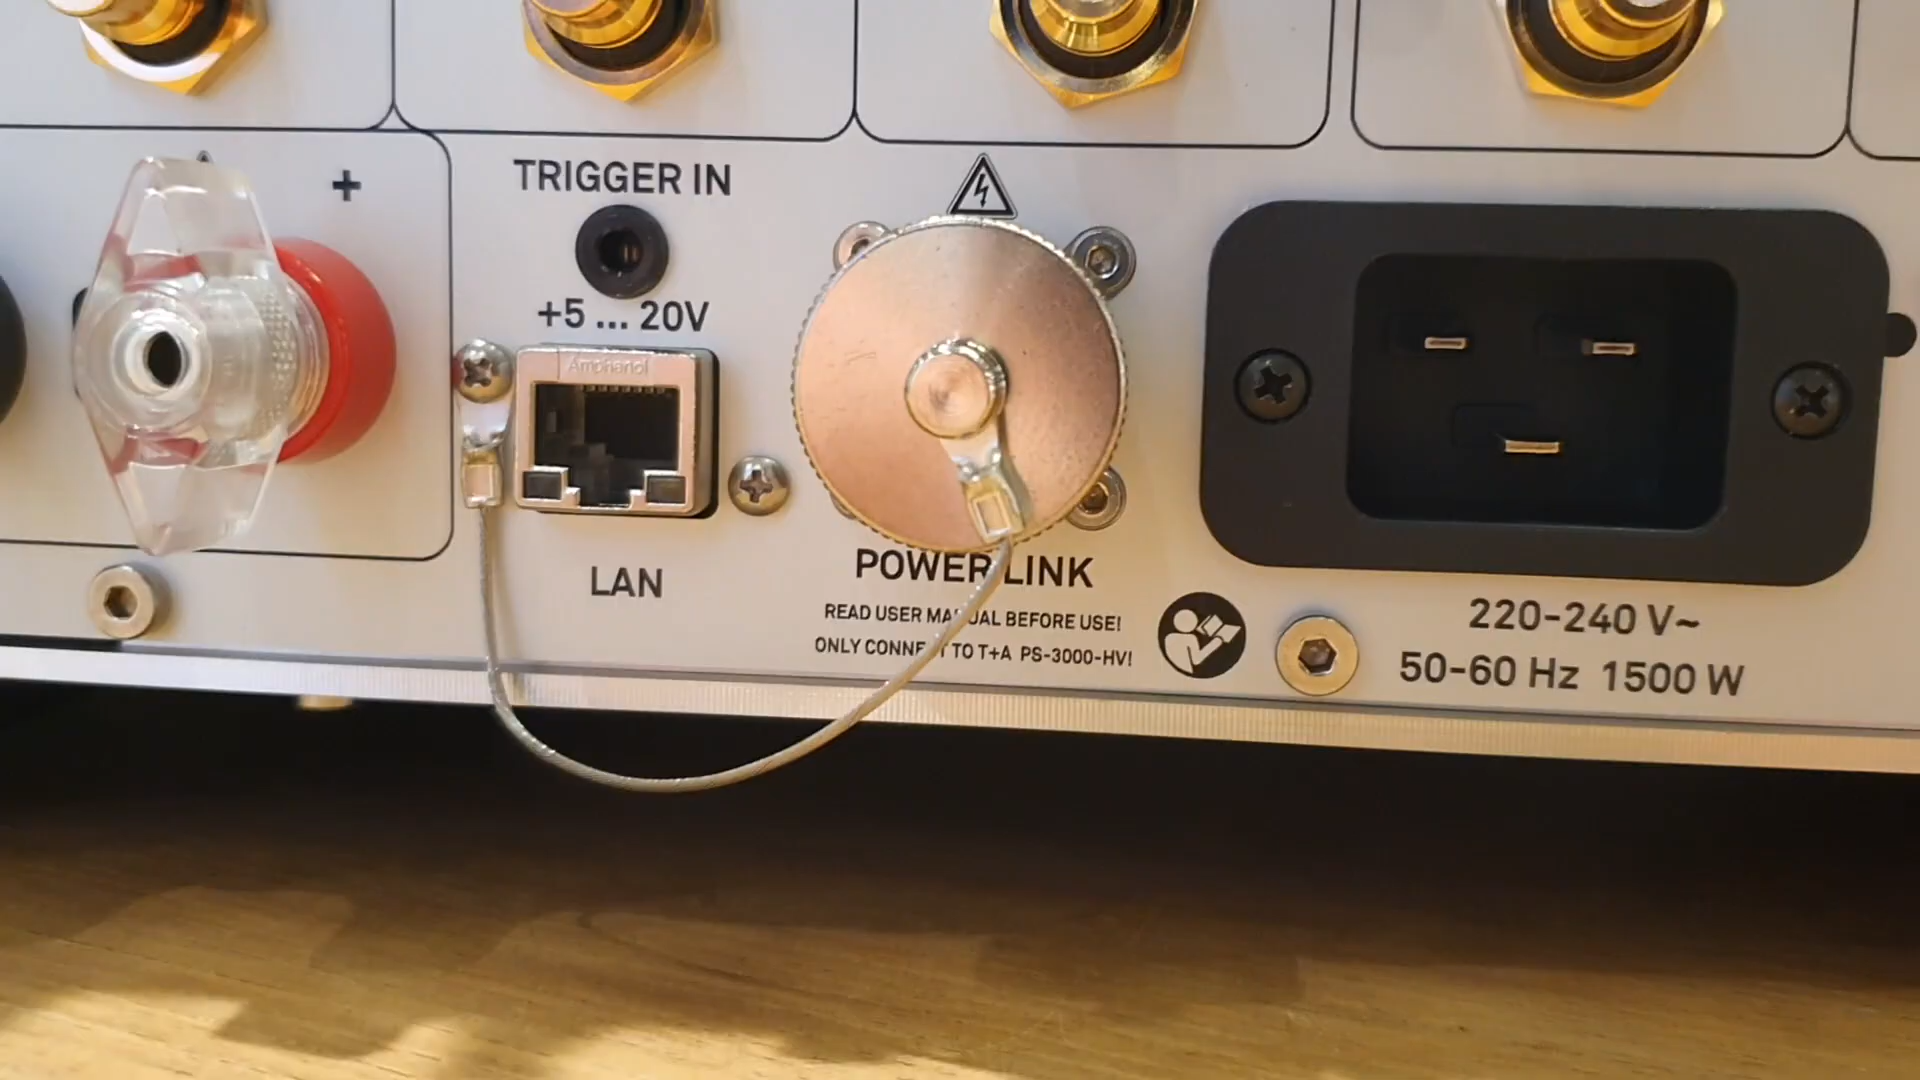 +
TRIGGER IN
+5 ... 20V
Amphenol
LAN
POWER LINK
READ USER MANUAL BEFORE USE!
ONLY CONNECT TO T+A PS-3000-HV!
220-240 V~
50-60 Hz 1500 W